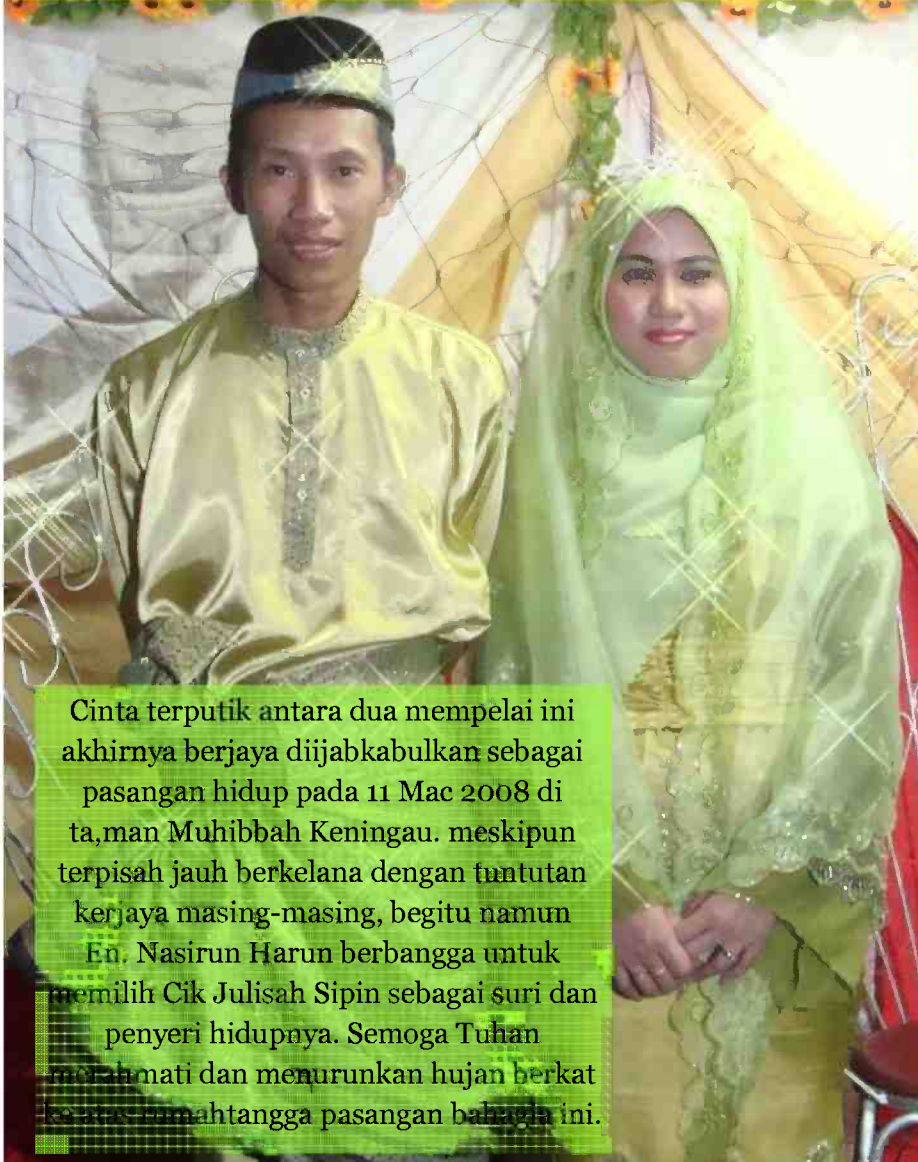 Cinta terputik antara dua mempelai ini
akhirnya berjaya diijabkabulkan sebagai
pasangan hidup pada 11 Mac 2008 di
ta,man Muhibbah Keningau. meskipun
terpisah jauh berkelana dengan tuntutan
kerjaya masing-masing, begitu namun
En. Nasirun Harun berbangga untuk
memilih Cik Julisah Sipin sebagai suri dan
penyeri hidupnya. Semoga Tuhan
merahmati dan menurunkan hujan berkat
ke atas rumahtangga pasangan bahagia ini.